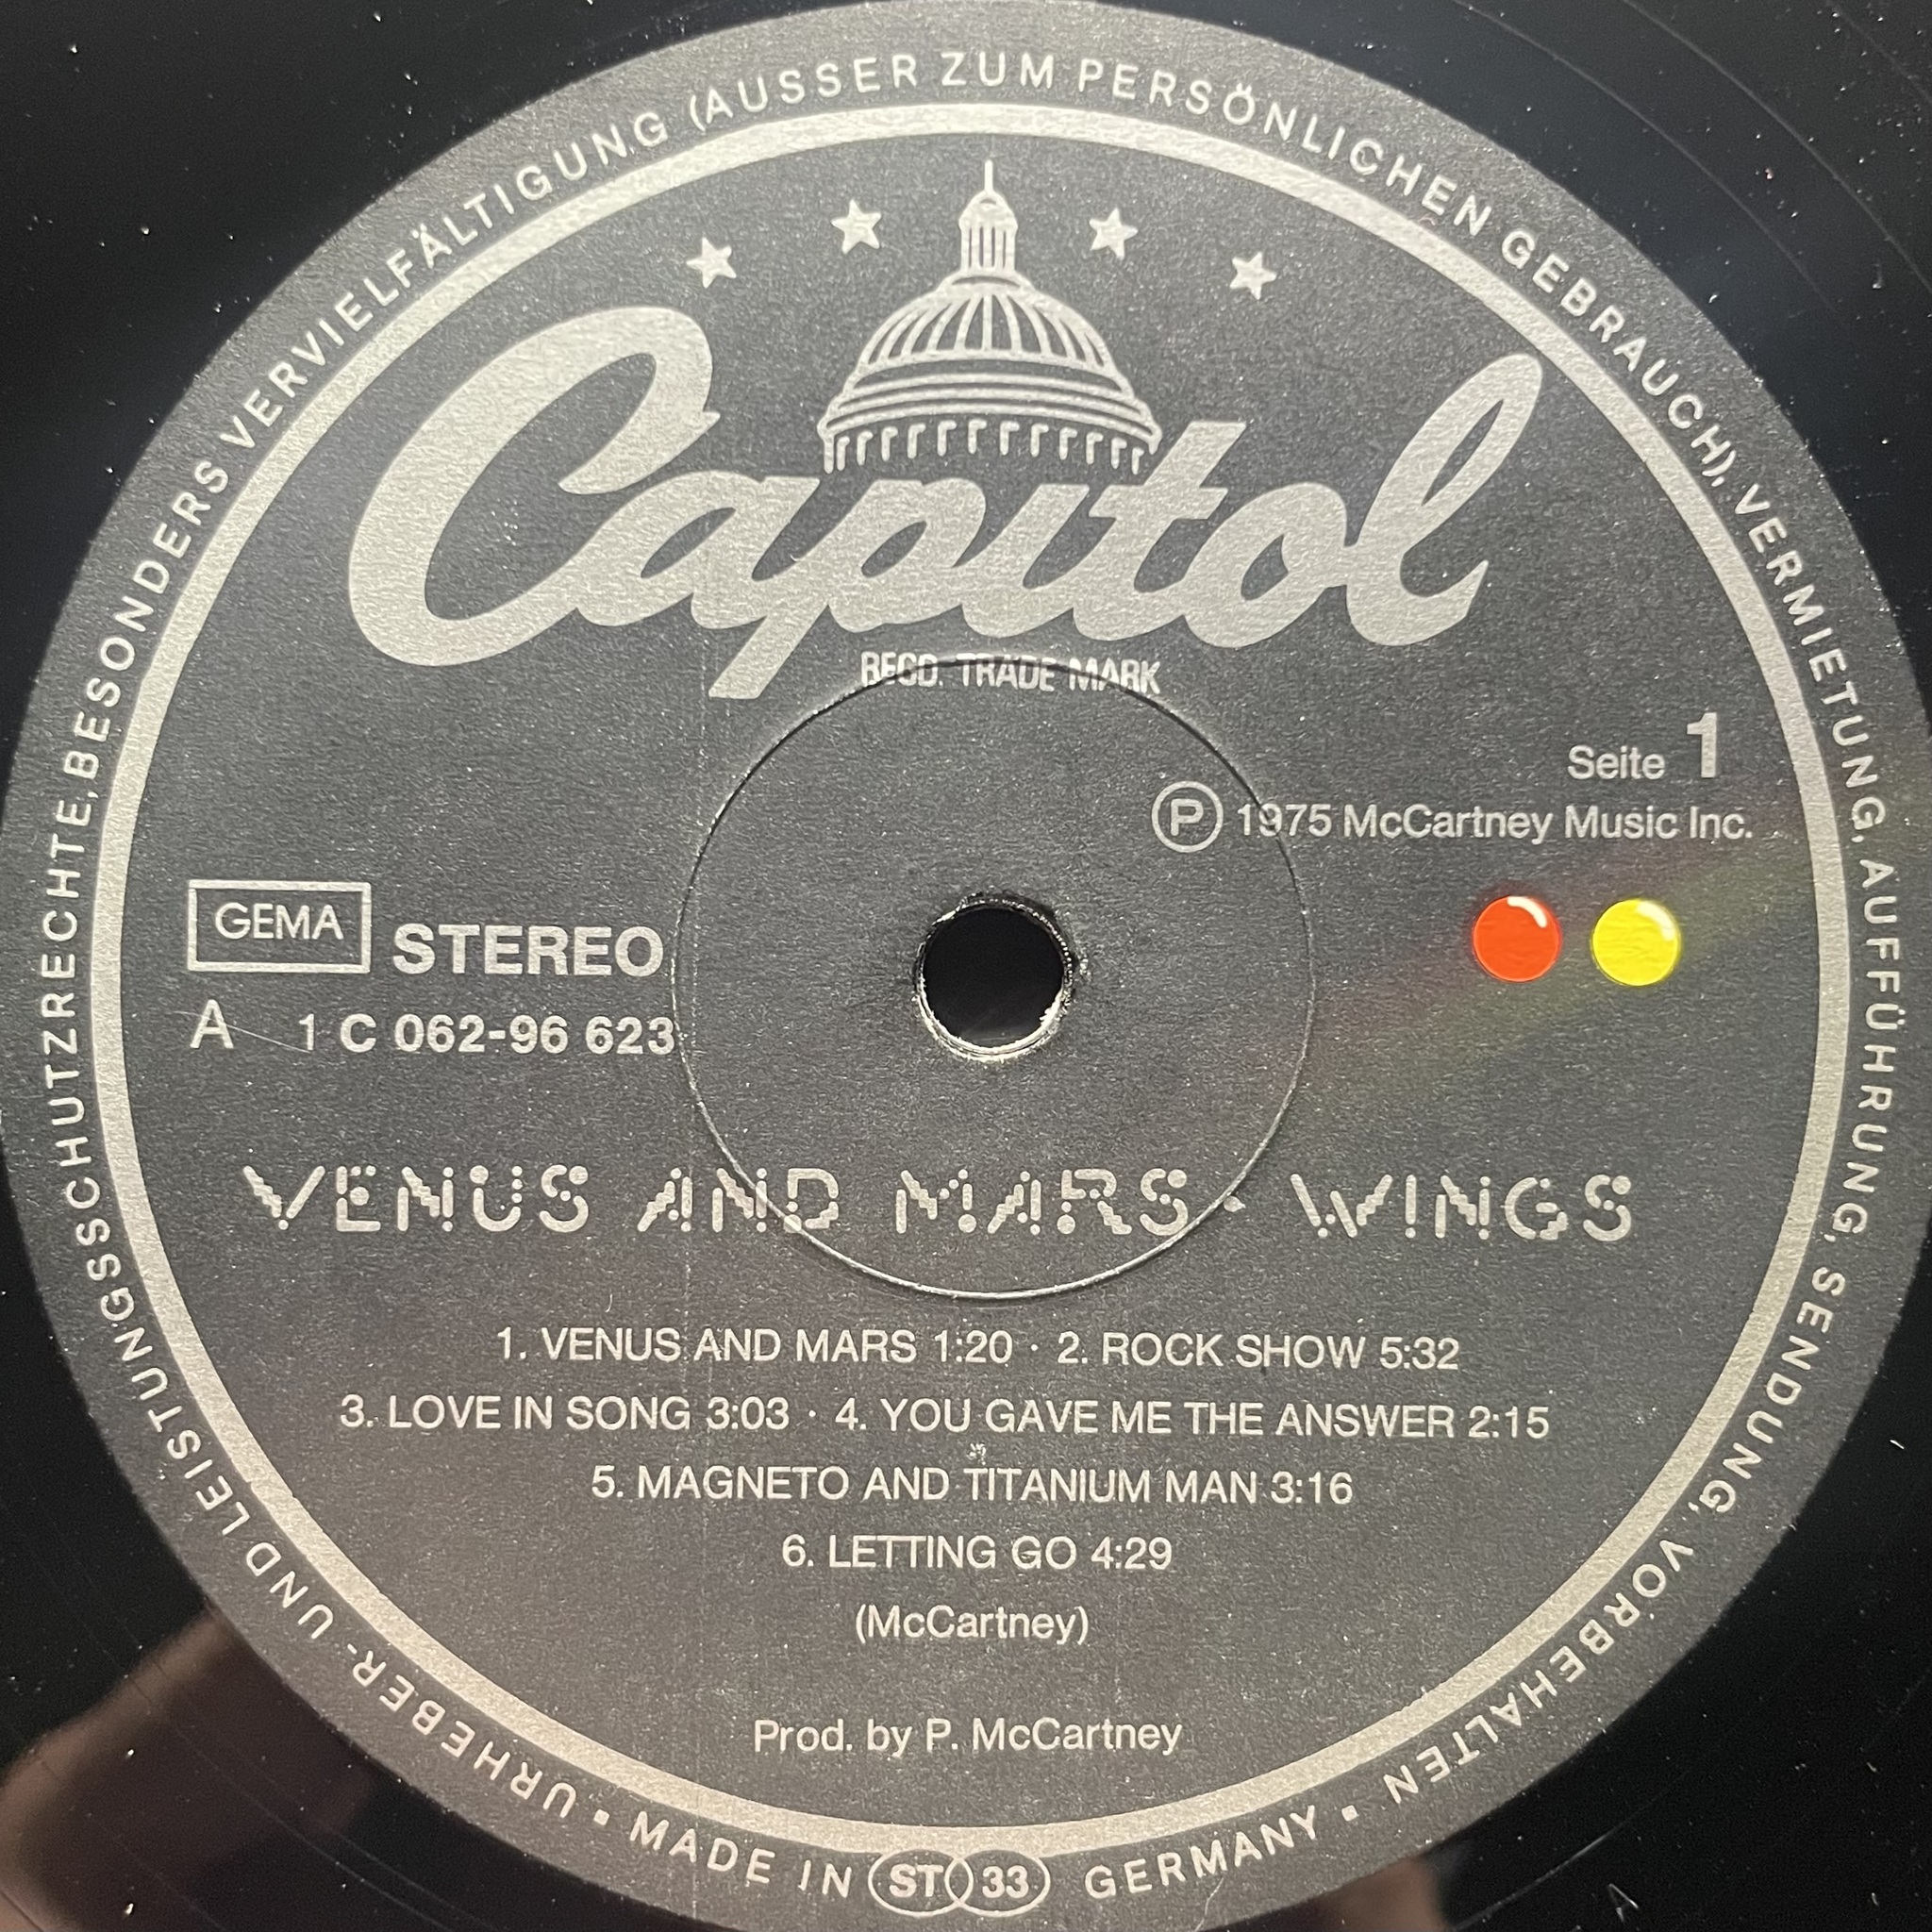 Capitol
REGD. TRADE MARK
Seite 1
Ⓟ 1975 McCartney Music Inc.
GEMA STEREO
A 1 C 062-96 623
VENUS AND MARS · WINGS
1. VENUS AND MARS 1:20 · 2. ROCK SHOW 5:32
3. LOVE IN SONG 3:03 · 4. YOU GAVE ME THE ANSWER 2:15
5. MAGNETO AND TITANIUM MAN 3:16
6. LETTING GO 4:29
(McCartney)
Prod. by P. McCartney
URHEBER- UND LEISTUNGSSCHUTZRECHTE, BESONDERS VERVIELFÄLTIGUNG (AUSSER ZUM PERSÖNLICHEN GEBRAUCH), VERMIETUNG, AUFFÜHRUNG, SENDUNG, VORBEHALTEN
▪ MADE IN ST 33 GERMANY ▪